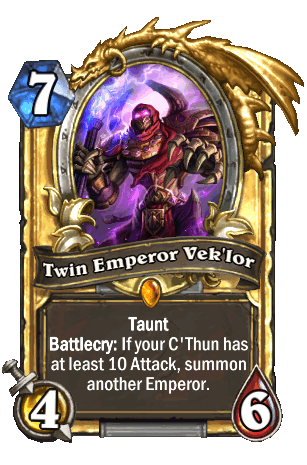 7
Twin Emperor Vek'lor
Taunt
Battlecry: If your C'Thun has
at least 10 Attack, summon
another Emperor.
4
6